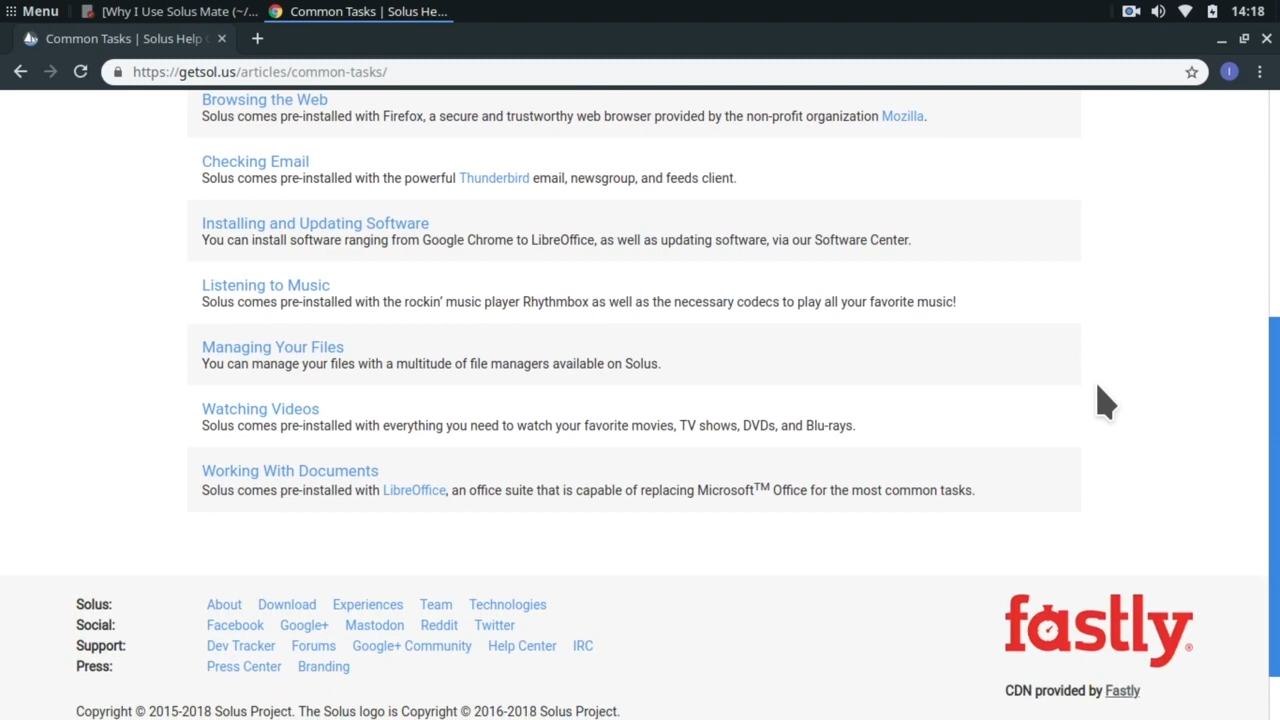 Menu [Why I Use Solus Mate (~/... Common Tasks | Solus He... 14:18
Common Tasks | Solus Help
https://getsol.us/articles/common-tasks/ I
Browsing the Web
Solus comes pre-installed with Firefox, a secure and trustworthy web browser provided by the non-profit organization Mozilla.
Checking Email
Solus comes pre-installed with the powerful Thunderbird email, newsgroup, and feeds client.
Installing and Updating Software
You can install software ranging from Google Chrome to LibreOffice, as well as updating software, via our Software Center.
Listening to Music
Solus comes pre-installed with the rockin’ music player Rhythmbox as well as the necessary codecs to play all your favorite music!
Managing Your Files
You can manage your files with a multitude of file managers available on Solus.
Watching Videos
Solus comes pre-installed with everything you need to watch your favorite movies, TV shows, DVDs, and Blu-rays.
Working With Documents
Solus comes pre-installed with LibreOffice, an office suite that is capable of replacing Microsoft™ Office for the most common tasks.
Solus: About Download Experiences Team Technologies
Social: Facebook Google+ Mastodon Reddit Twitter
Support: Dev Tracker Forums Google+ Community Help Center IRC
Press: Press Center Branding
fastly®
CDN provided by Fastly
Copyright © 2015-2018 Solus Project. The Solus logo is Copyright © 2016-2018 Solus Project.